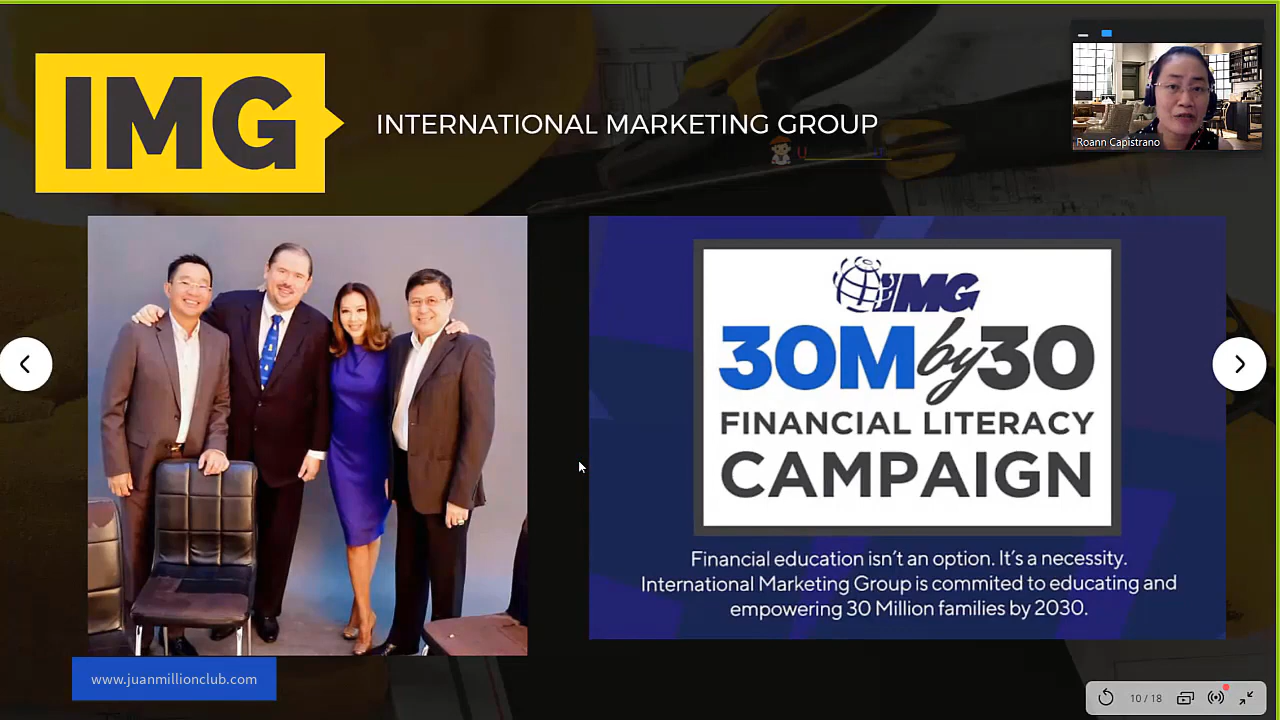 IMG
INTERNATIONAL MARKETING GROUP
Roann Capistrano
IMG
30M by 30
FINANCIAL LITERACY
CAMPAIGN
Financial education isn't an option. It's a necessity.
International Marketing Group is commited to educating and
empowering 30 Million families by 2030.
www.juanmillionclub.com
10 / 18